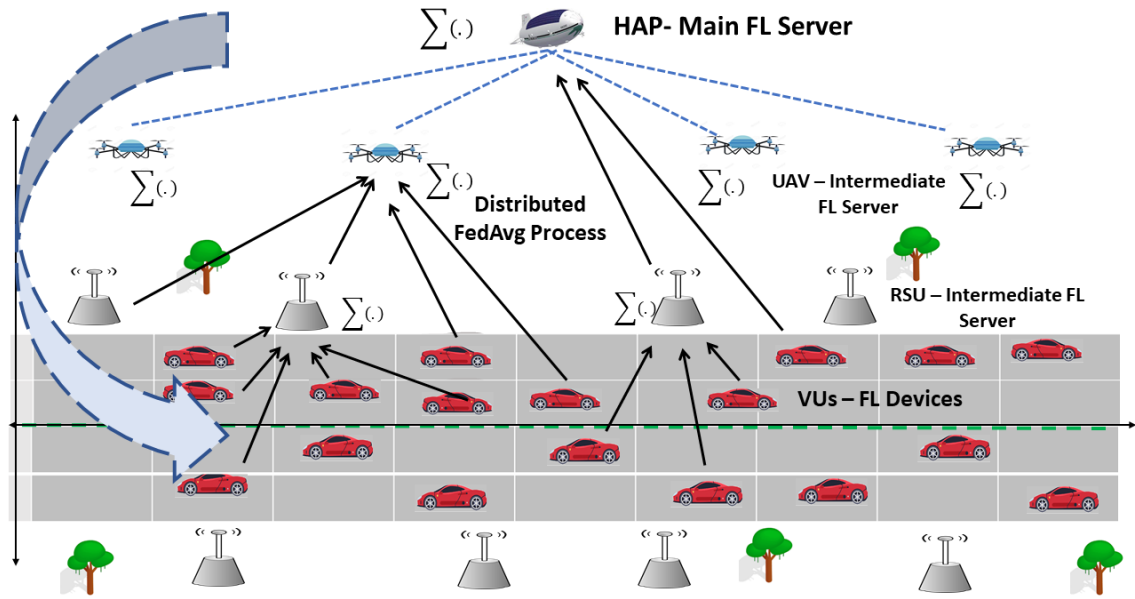 ∑(.)
HAP- Main FL Server
∑(.)
∑(.)
∑(.)
UAV – Intermediate
FL Server
∑(.)
Distributed
FedAvg Process
RSU – Intermediate FL
Server
∑(.)
∑(.)
VUs – FL Devices